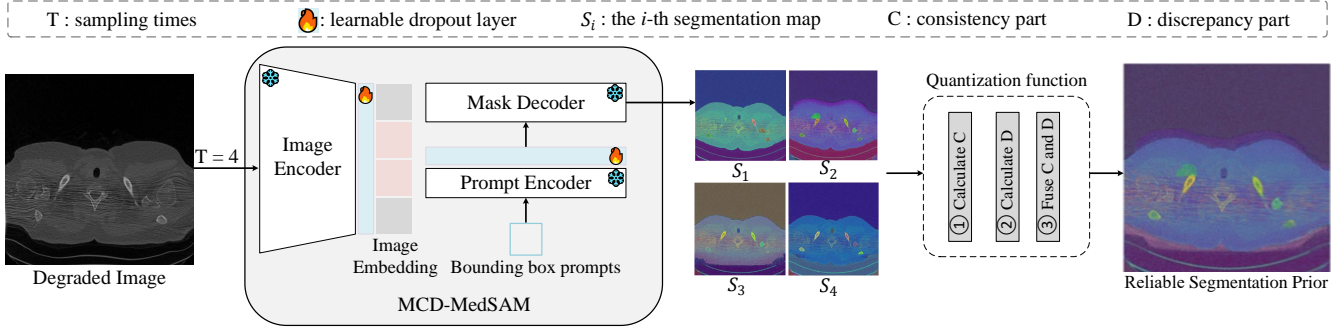 T : sampling times
: learnable dropout layer
S_i : the i-th segmentation map
C : consistency part
D : discrepancy part
Degraded Image
T = 4
Image
Encoder
Image
Embedding
Mask Decoder
Prompt Encoder
Bounding box prompts
MCD-MedSAM
S_1
S_2
S_3
S_4
Quantization function
① Calculate C
② Calculate D
③ Fuse C and D
Reliable Segmentation Prior